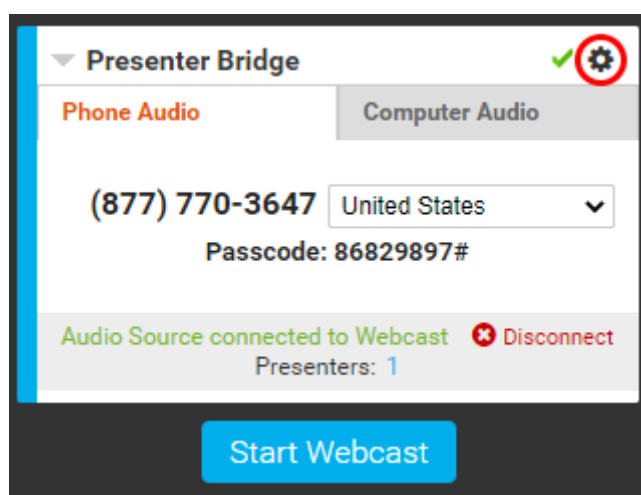 Presenter Bridge
Phone Audio Computer Audio
(877) 770-3647 United States
Passcode: 86829897#
Audio Source connected to Webcast Disconnect
Presenters: 1
Start Webcast